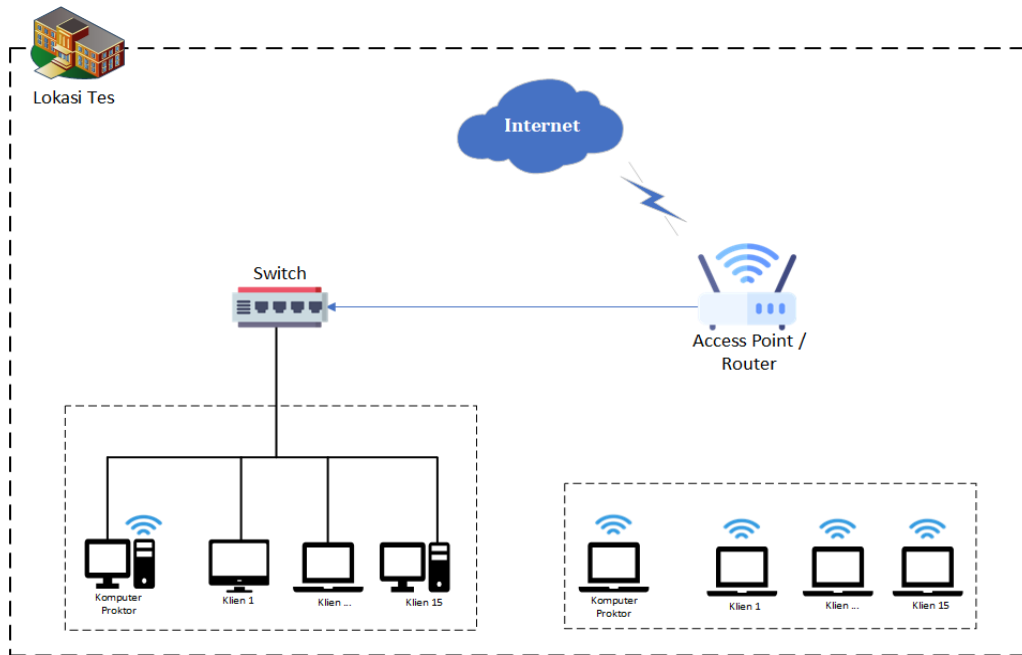 Lokasi Tes
Internet
Switch
Access Point /
Router
Komputer
Proktor
Klien 1
Klien ...
Klien 15
Komputer
Proktor
Klien 1
Klien ...
Klien 15